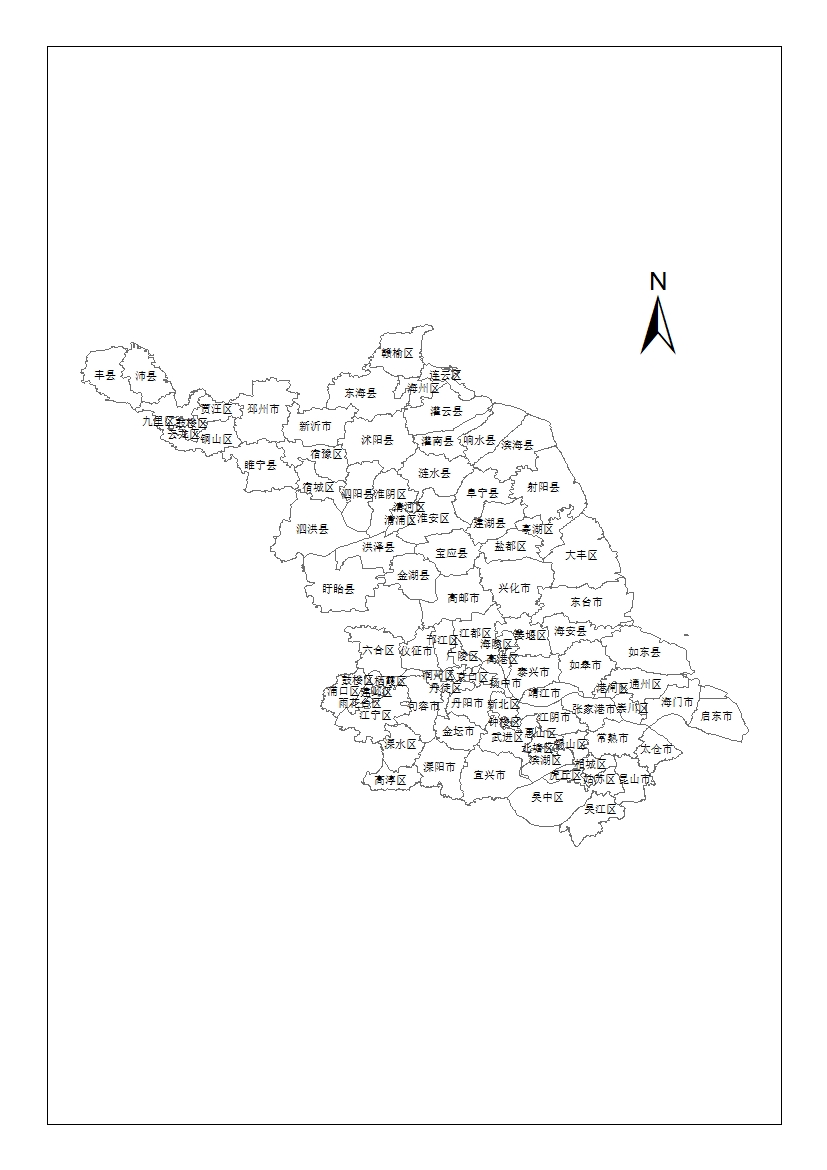 N
赣榆区
丰县
沛县
连云区
海州区
东海县
贾汪区
邳州市
灌云县
九里区
鼓楼区
云龙区
铜山区
新沂市
沭阳县
灌南县
响水县
滨海县
宿豫区
睢宁县
涟水县
宿城区
泗阳县
淮阴区
阜宁县
射阳县
清河区
清浦区
淮安区
泗洪县
建湖县
亭湖区
洪泽县
宝应县
盐都区
大丰区
金湖县
盱眙县
高邮市
兴化市
东台市
邗江区
江都区
姜堰区
海安县
六合区
仪征市
海陵区
广陵区
高港区
如东县
如皋市
泰兴市
鼓楼区
栖霞区
润州区
京口区
扬中市
浦口区
丹徒区
靖江市
港闸区
通州区
雨花台区
句容市
丹阳市
新北区
张家港市
崇川区
海门市
江宁区
江阴市
启东市
钟楼区
金坛市
武进区
惠山区
常熟市
溧水区
北塘区
锡山区
太仓市
滨湖区
相城区
溧阳市
宜兴市
虎丘区
姑苏区
昆山市
高淳区
吴中区
吴江区